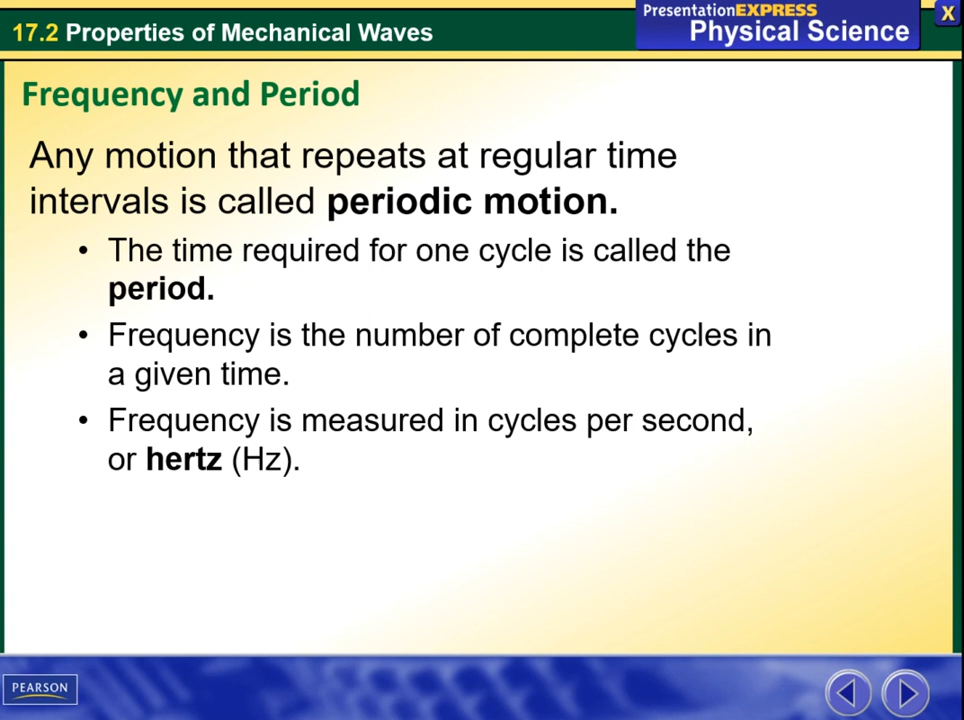 PresentationEXPRESS
Physical Science
X
17.2 Properties of Mechanical Waves
Frequency and Period
Any motion that repeats at regular time
intervals is called periodic motion.
• The time required for one cycle is called the
period.
• Frequency is the number of complete cycles in
a given time.
• Frequency is measured in cycles per second,
or hertz (Hz).
PEARSON